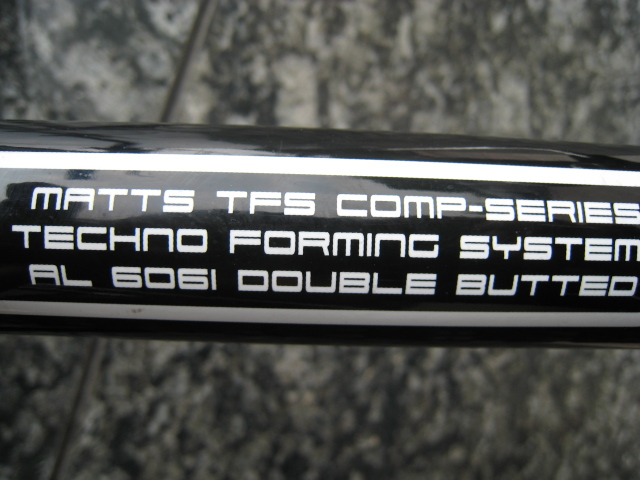 MATTS TFS COMP-SERIES
TECHNO FORMING SYSTEM
AL 6061 DOUBLE BUTTED